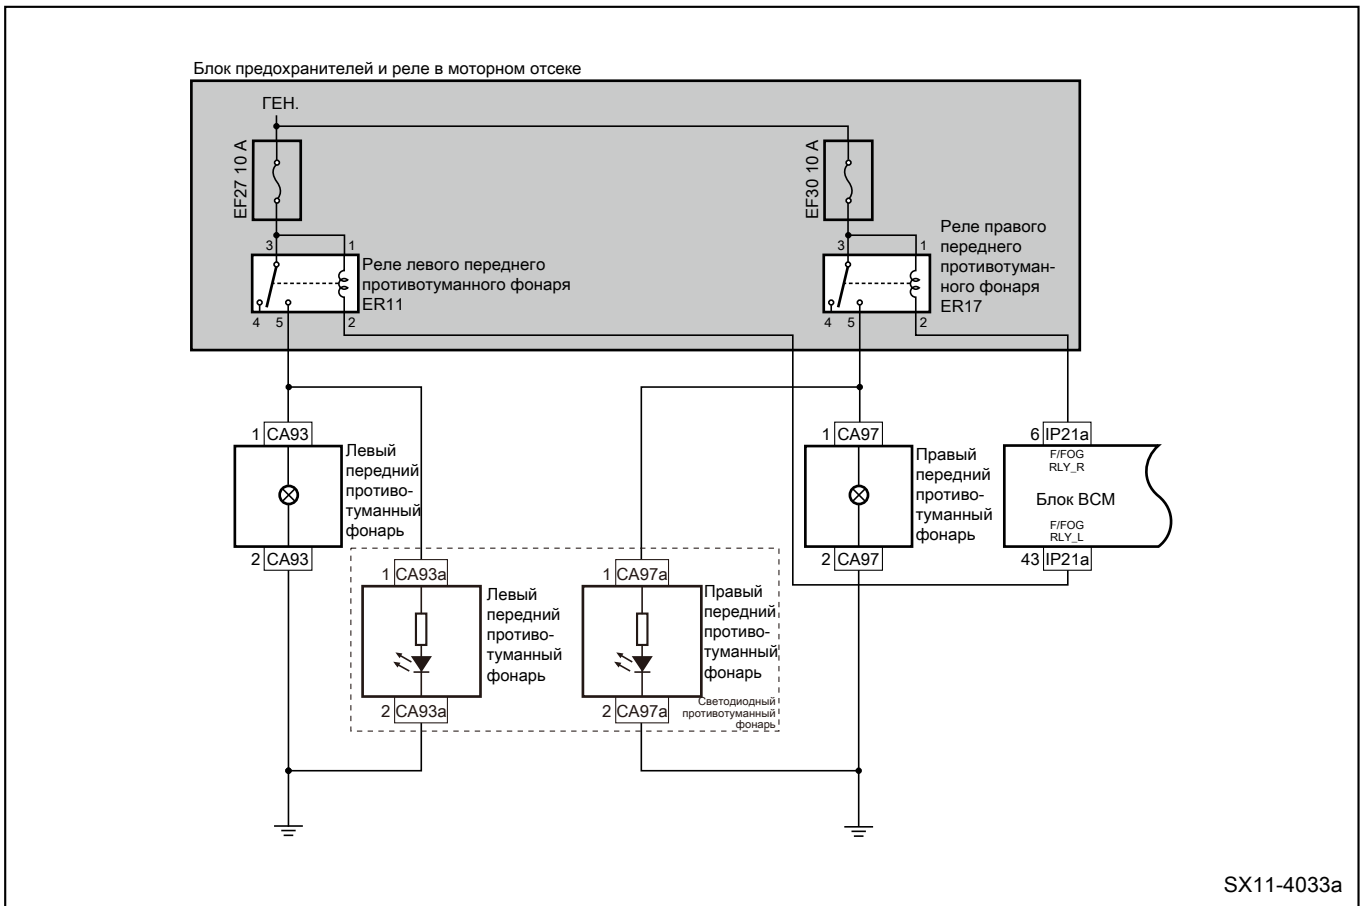 Блок предохранителей и реле в моторном отсеке
ГЕН.
EF27 10 А
EF30 10 А
3
1
Реле левого переднего
противотуманного фонаря
ER11
4
5
2
3
1
Реле правого
переднего
противотуман-
ного фонаря
ER17
4
5
2
1 CA93
Левый
передний
противо-
туманный
фонарь
2 CA93
1 CA97
Правый
передний
противо-
туманный
фонарь
2 CA97
6 IP21a
F/FOG
RLY_R
Блок BCM
F/FOG
RLY_L
43 IP21a
1 CA93a
Левый
передний
противо-
туманный
фонарь
2 CA93a
1 CA97a
Правый
передний
противо-
туманный
фонарь
2 CA97a
Светодиодный
противотуманный
фонарь
SX11-4033a